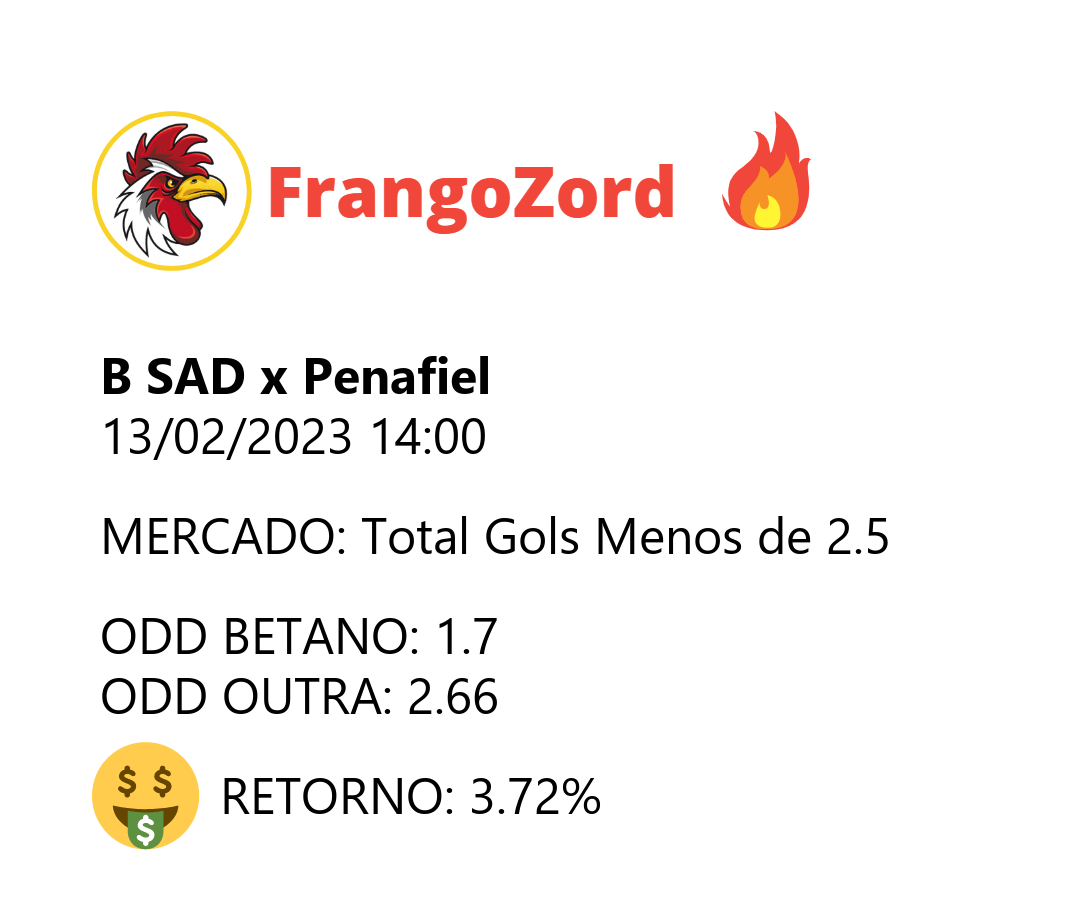 FrangoZord
B SAD x Penafiel
13/02/2023 14:00
MERCADO: Total Gols Menos de 2.5
ODD BETANO: 1.7
ODD OUTRA: 2.66
$ $
$
RETORNO: 3.72%